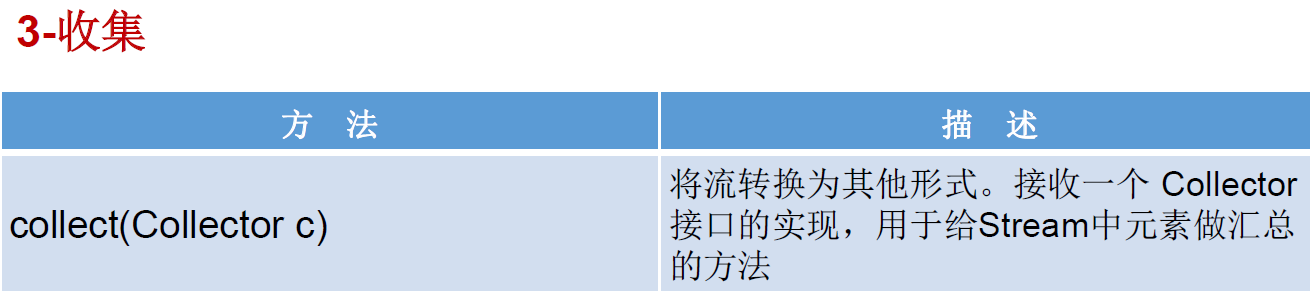 3-收集
方 法
描 述
collect(Collector c)
将流转换为其他形式。接收一个 Collector
接口的实现，用于给Stream中元素做汇总
的方法